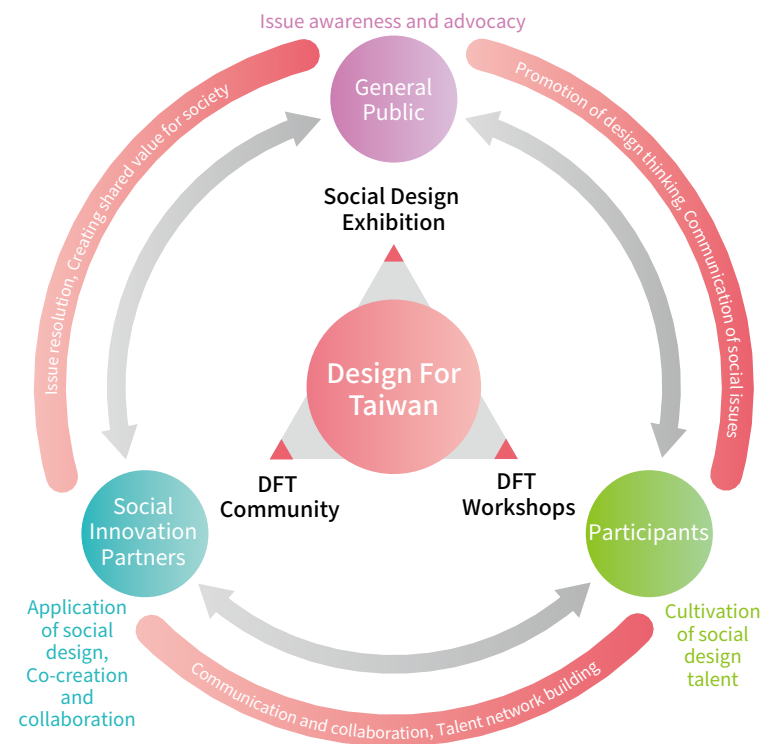 Issue awareness and advocacy
General
Public
Issue resolution, Creating shared value for society
Promotion of design thinking, Communication of social issues
Social Design
Exhibition
Design For
Taiwan
DFT
Community
DFT
Workshops
Social
Innovation
Partners
Participants
Application
of social
design,
Co-creation
and
collaboration
Cultivation
of social
design
talent
Communication and collaboration, Talent network building